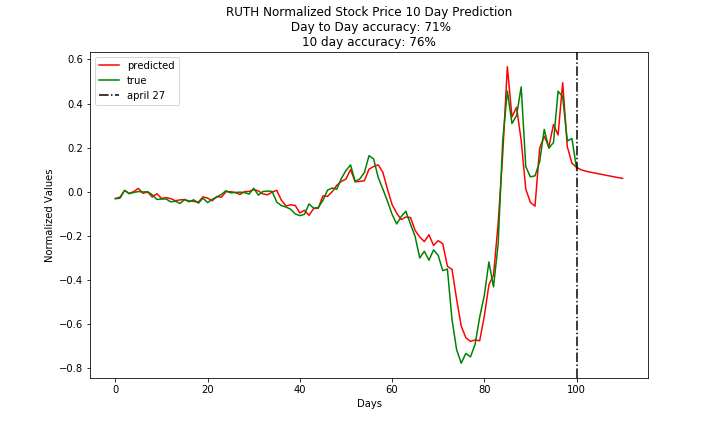 RUTH Normalized Stock Price 10 Day Prediction
Day to Day accuracy: 71%
10 day accuracy: 76%
predicted
true
april 27
0.6
0.4
0.2
0.0
−0.2
−0.4
−0.6
−0.8
Normalized Values
0 20 40 60 80 100
Days